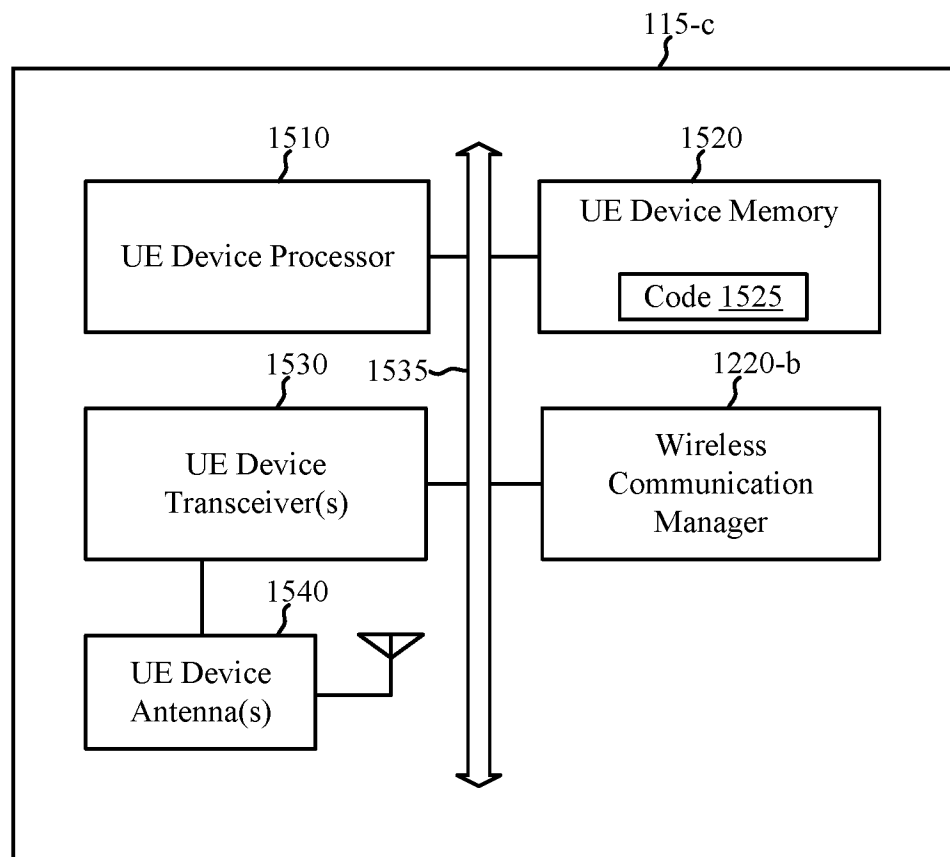 115-c
1510
1520
UE Device Processor
UE Device Memory
Code 1525
1530
1535
1220-b
UE Device
Transceiver(s)
Wireless
Communication
Manager
1540
UE Device
Antenna(s)